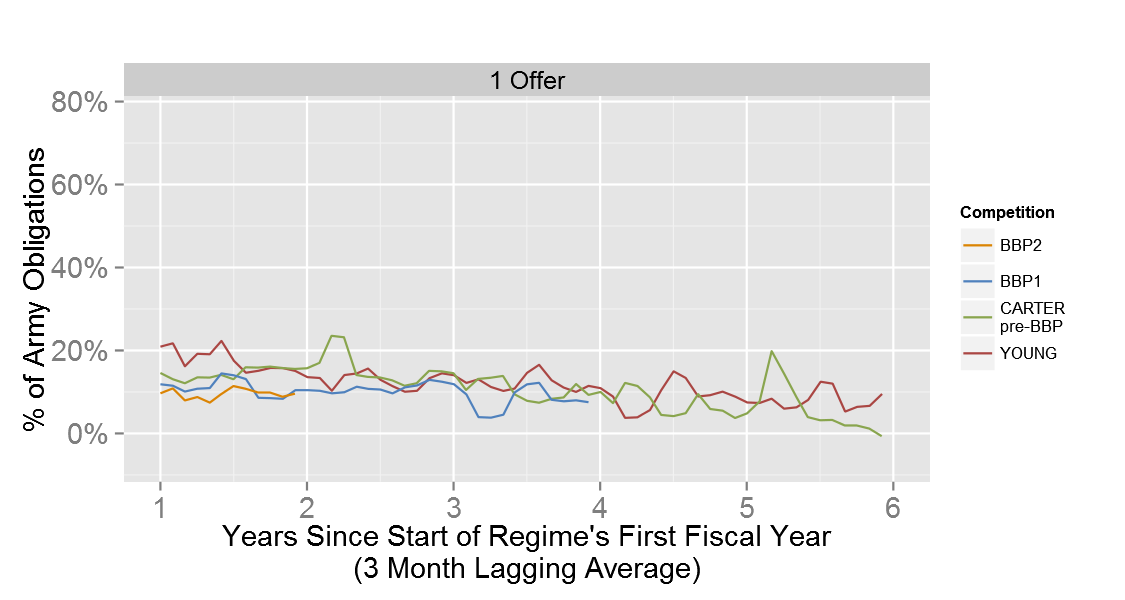 1 Offer
80%
60%
40%
20%
0%
% of Army Obligations
1 2 3 4 5 6
Years Since Start of Regime's First Fiscal Year
(3 Month Lagging Average)
Competition
BBP2
BBP1
CARTER
pre-BBP
YOUNG